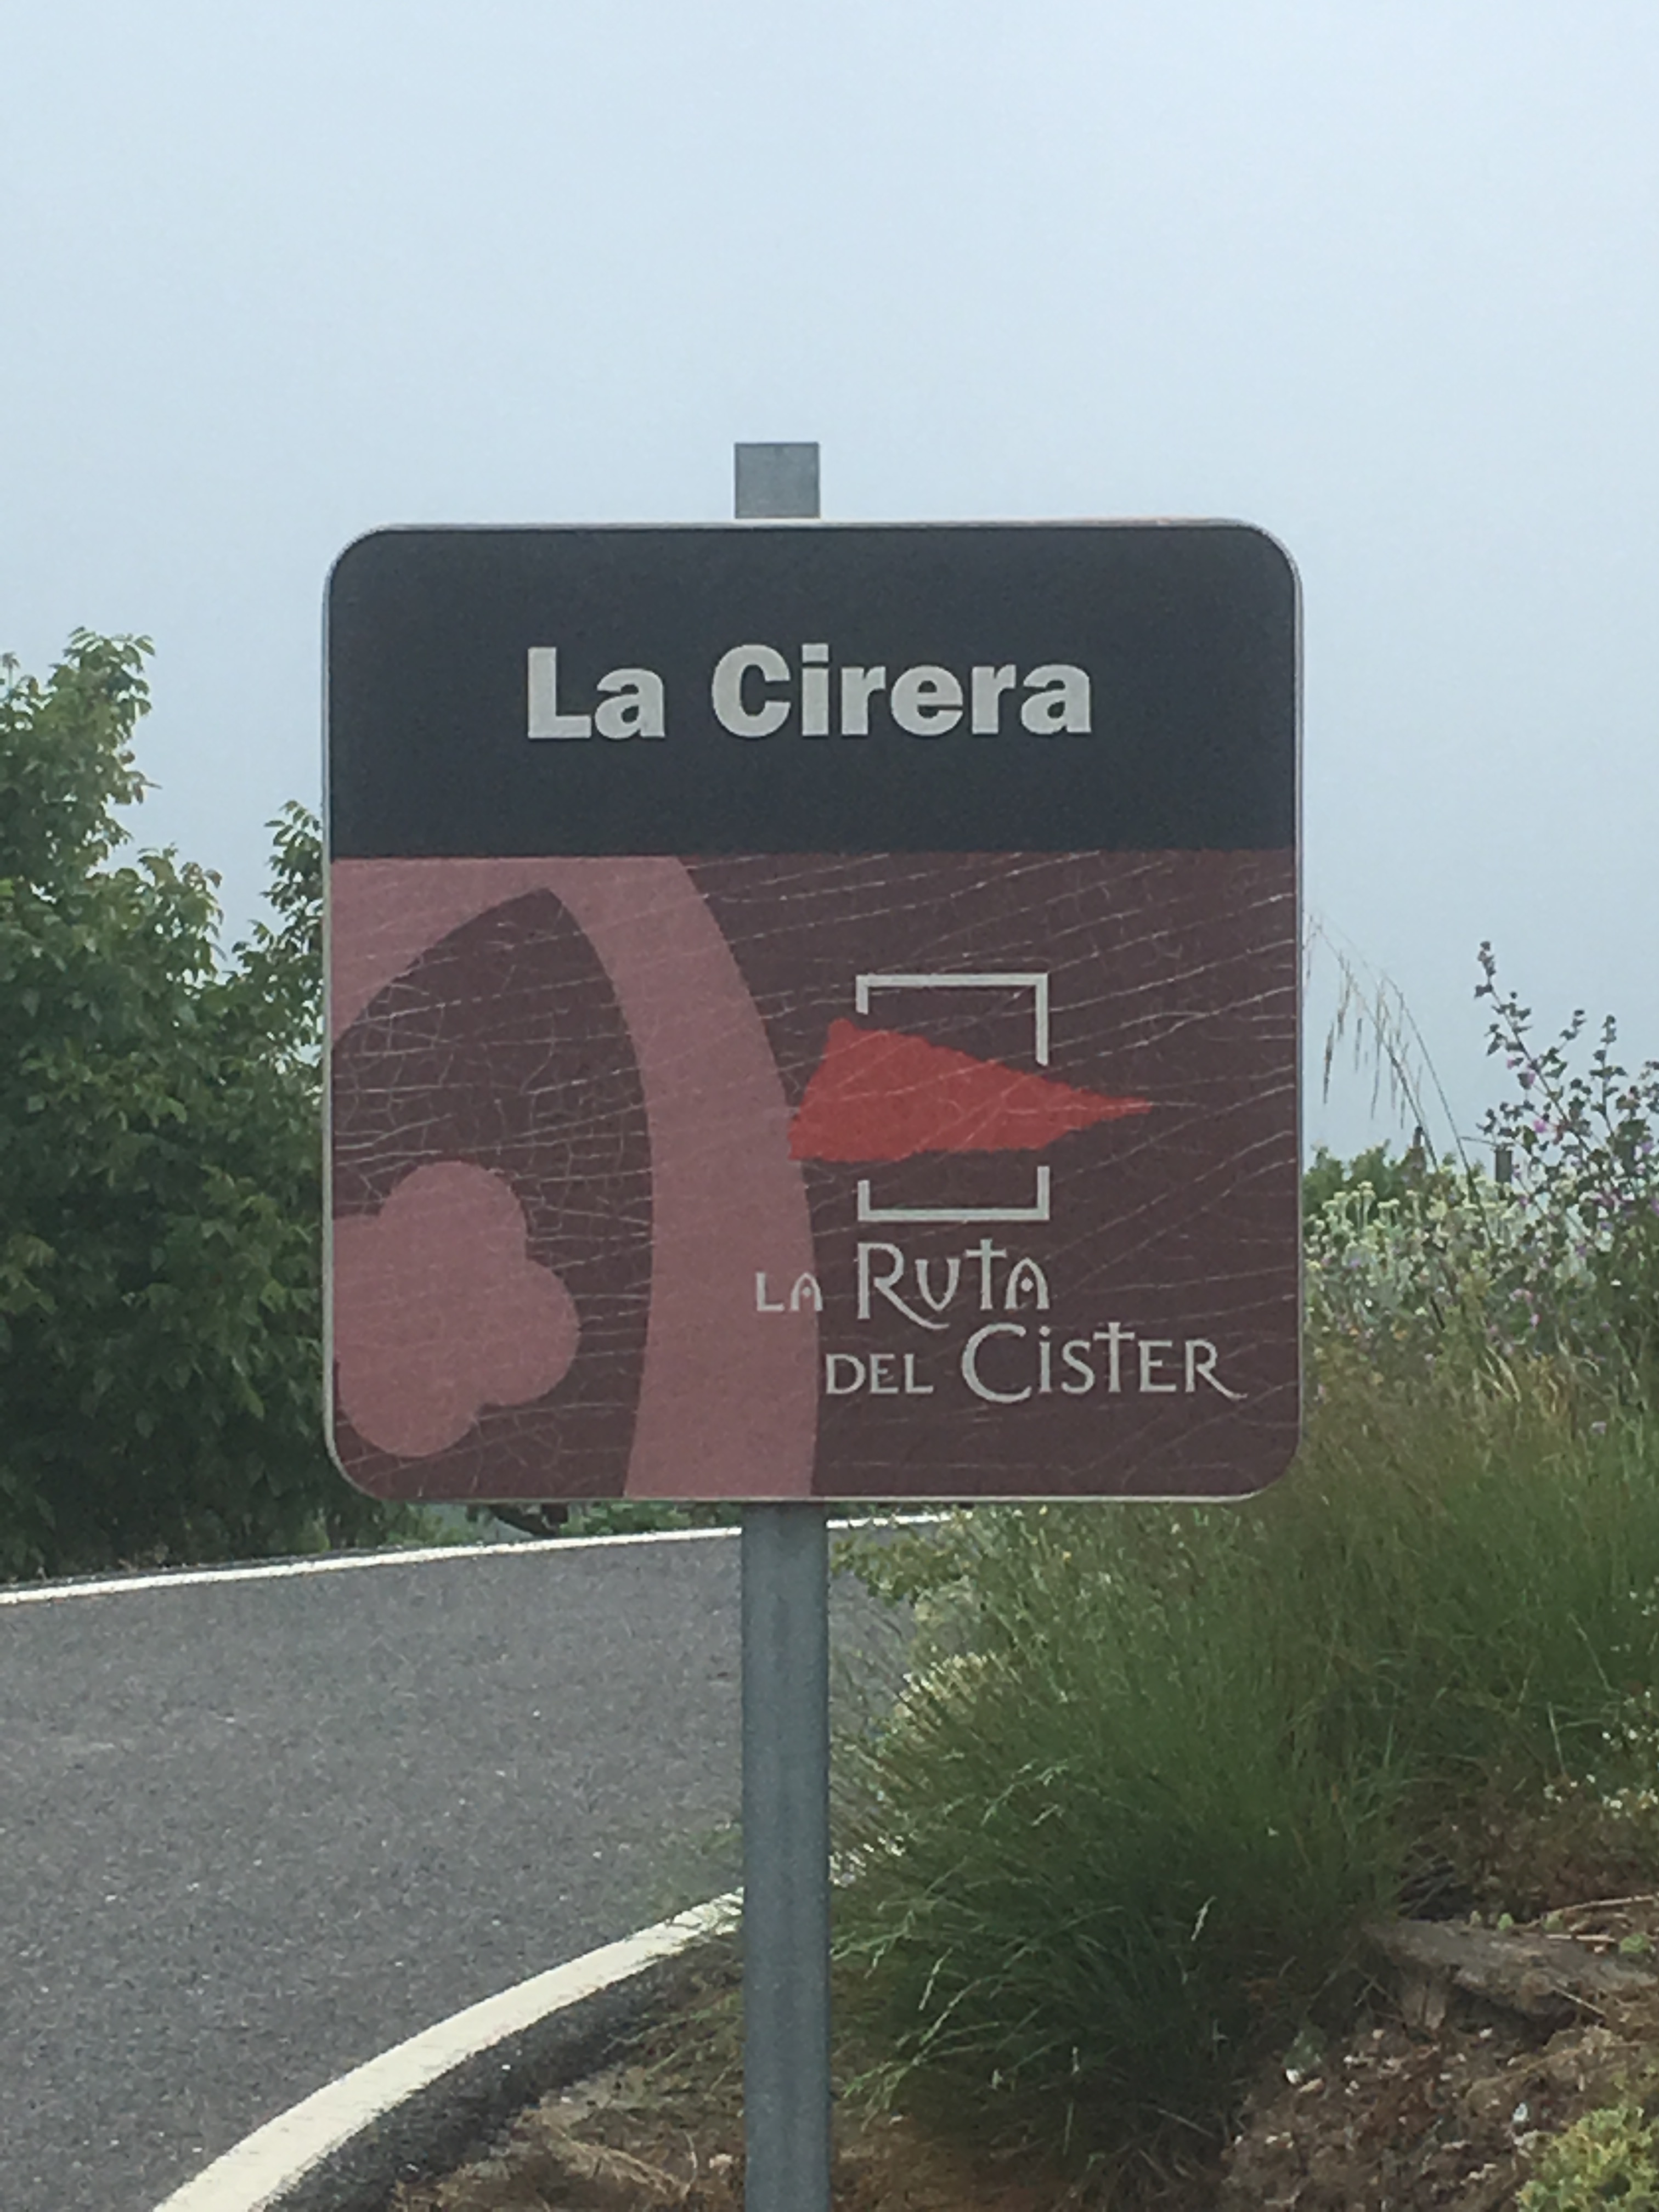 La Cirera
LA RUTA
DEL CISTER